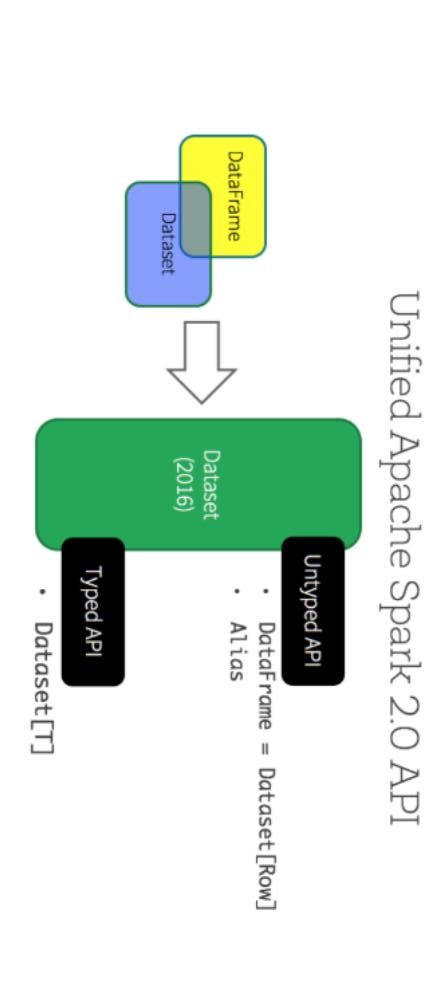 Unified Apache Spark 2.0 API
DataFrame
Dataset
Dataset
(2016)
Untyped API
• DataFrame = Dataset[Row]
• Alias
Typed API
• Dataset[T]